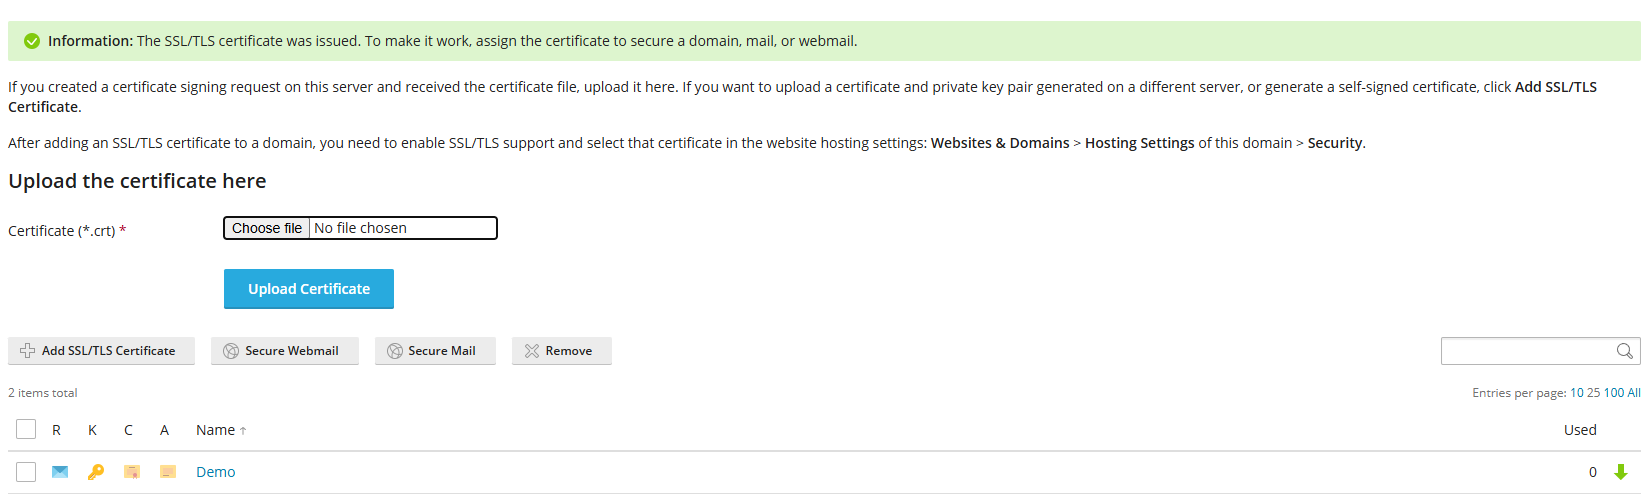 Information: The SSL/TLS certificate was issued. To make it work, assign the certificate to secure a domain, mail, or webmail.
If you created a certificate signing request on this server and received the certificate file, upload it here. If you want to upload a certificate and private key pair generated on a different server, or generate a self-signed certificate, click Add SSL/TLS
Certificate.
After adding an SSL/TLS certificate to a domain, you need to enable SSL/TLS support and select that certificate in the website hosting settings: Websites & Domains > Hosting Settings of this domain > Security.
Upload the certificate here
Certificate (*.crt) * Choose file No file chosen
Upload Certificate
Add SSL/TLS Certificate Secure Webmail Secure Mail Remove
2 items total Entries per page: 10 25 100 All
R K C A Name ↑ Used
Demo 0